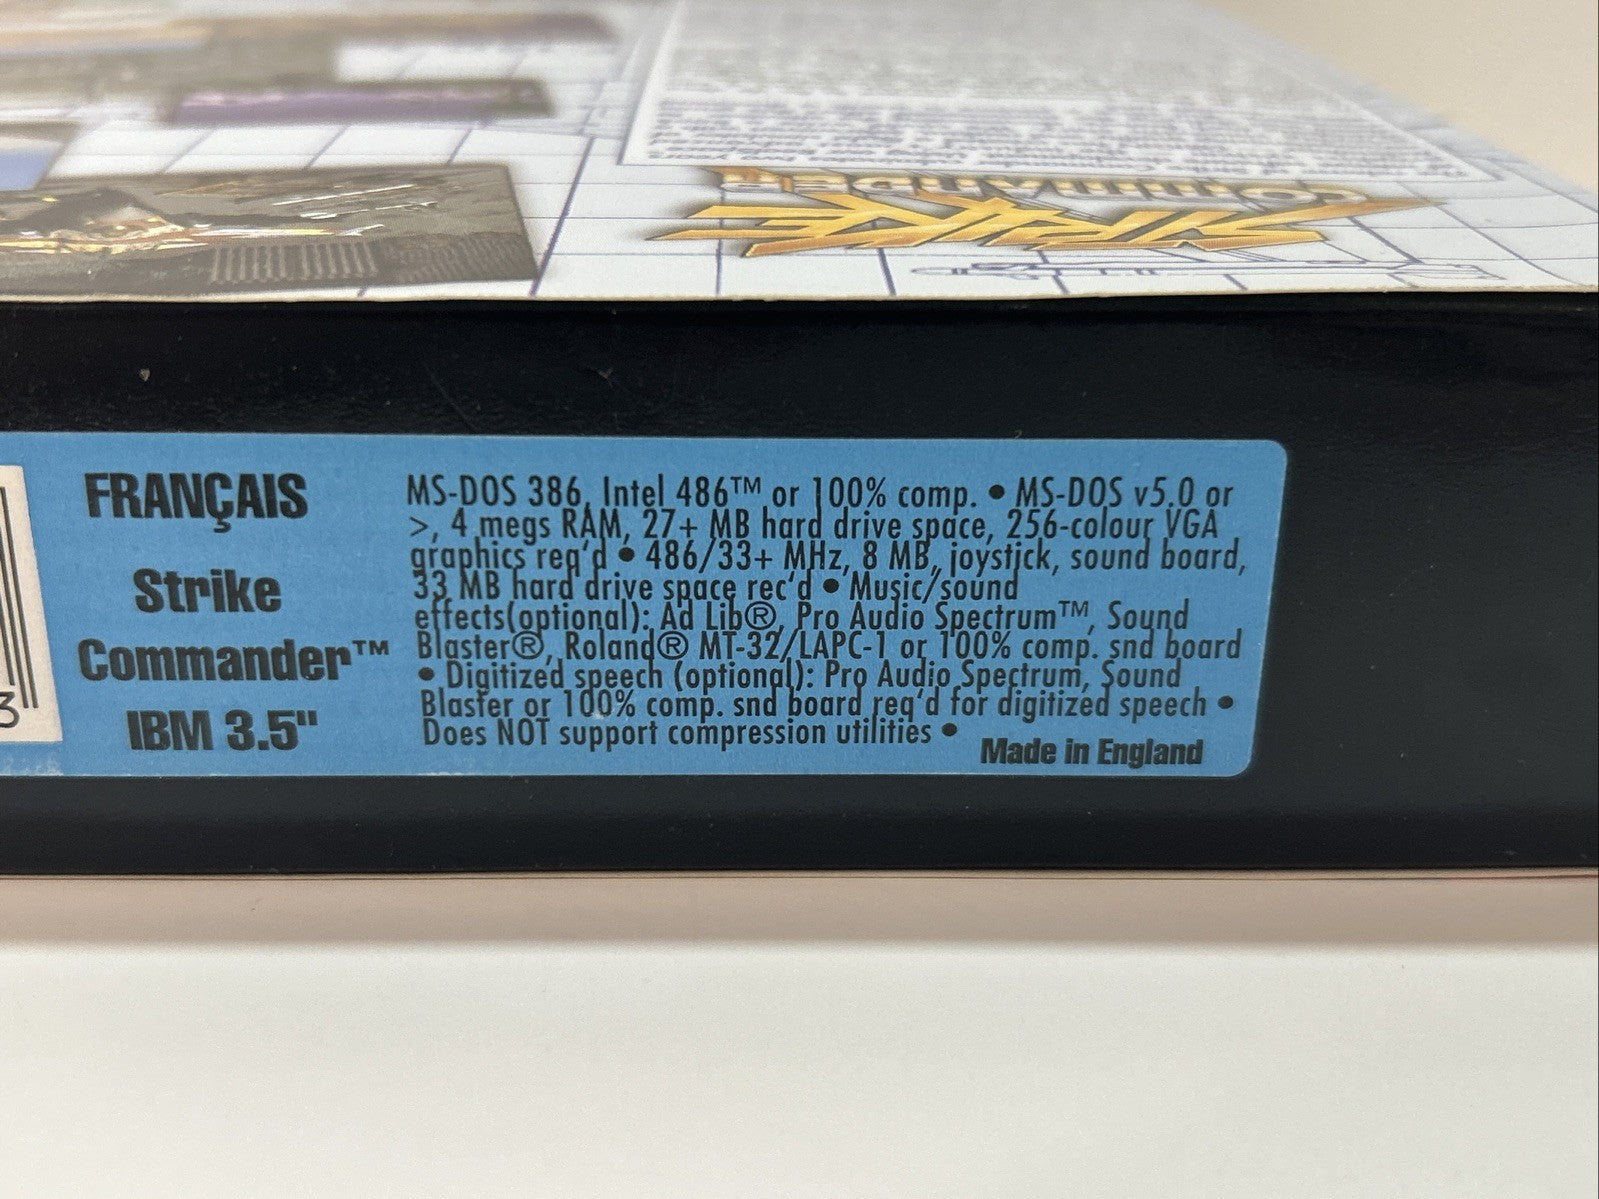 STRIKE
COMMANDER
3
FRANÇAIS
Strike
Commander™
IBM 3.5"
MS-DOS 386, Intel 486™ or 100% comp. • MS-DOS v5.0 or
>, 4 megs RAM, 27+ MB hard drive space, 256-colour VGA
graphics req'd • 486/33+ MHz, 8 MB, joystick, sound board,
33 MB hard drive space rec'd • Music/sound
effects(optional): Ad Lib®, Pro Audio Spectrum™, Sound
Blaster®, Roland® MT-32/LAPC-1 or 100% comp. snd board
• Digitized speech (optional): Pro Audio Spectrum, Sound
Blaster or 100% comp. snd board req'd for digitized speech •
Does NOT support compression utilities •
Made in England